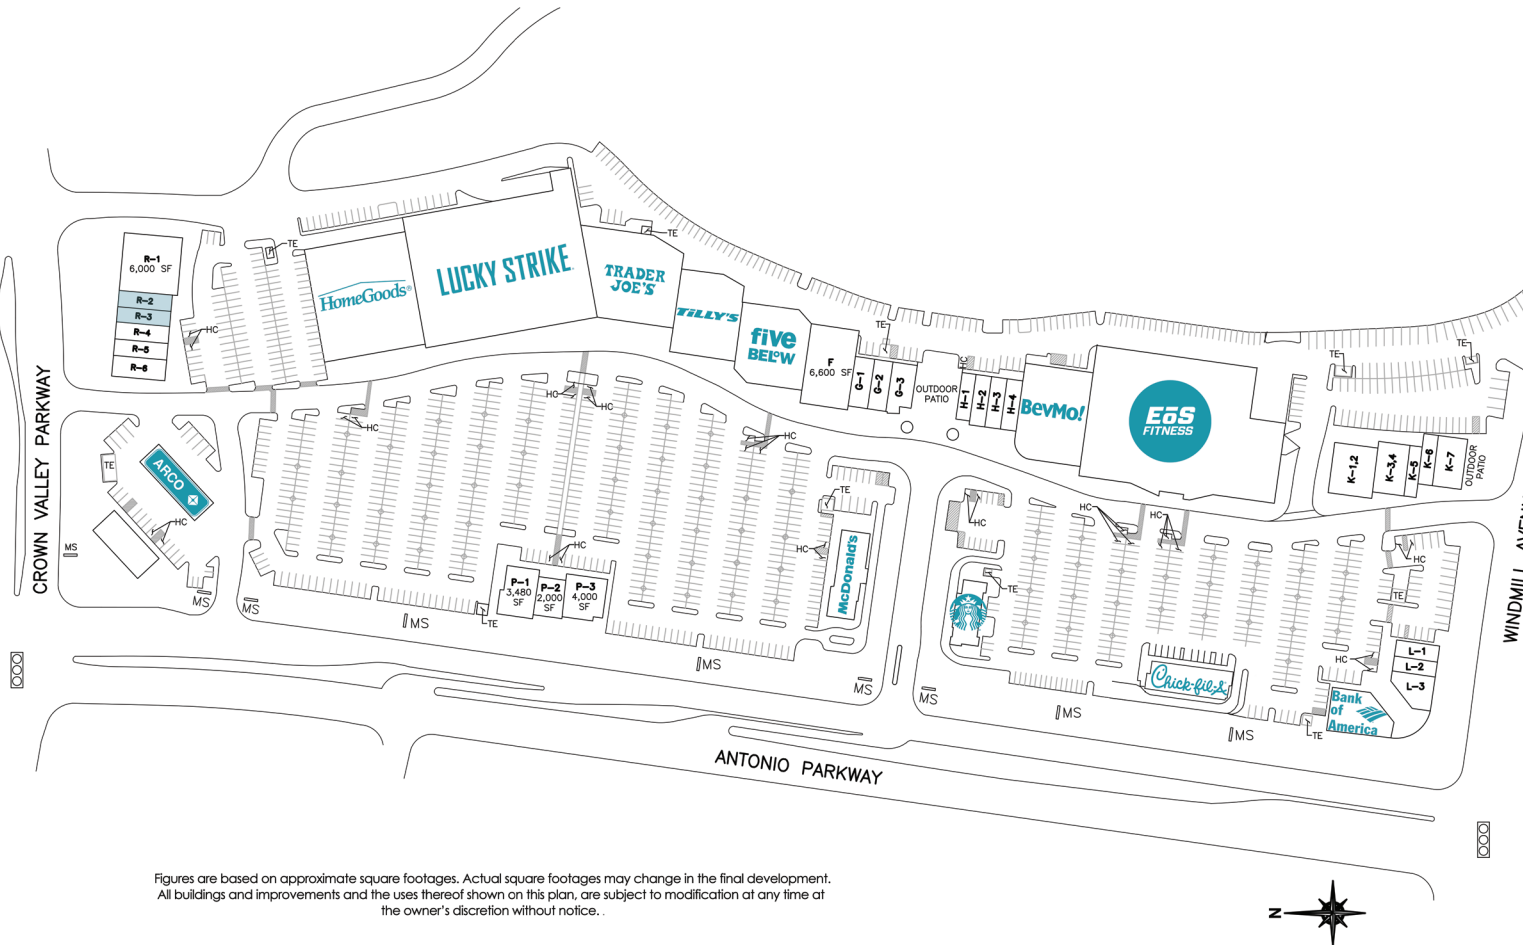 R-1
6,000 SF
R-2
R-3
R-4
R-5
R-6
HC
TE
HomeGoods®
LUCKY STRIKE
TRADER
JOE'S
TE
TILLY'S
five
BELOW
F
6,600 SF
TE
G-1
G-2
G-3
OUTDOOR
PATIO
HC
H-1
H-2
H-3
H-4
BevMo!
EōS
FITNESS
TE
TE
K-1,2
K-3,4
K-5
K-6
K-7
OUTDOOR
PATIO
CROWN VALLEY PARKWAY
TE
ARCO
HC
MS
MS
MS
HC
HC
HC
HC
HC
P-1
3,480
SF
P-2
2,000
SF
P-3
4,000
SF
TE
MS
MS
TE
HC
McDonald's
MS
HC
TE
MS
HC
HC
Chick-fil-A
MS
MS
HC
TE
HC
L-1
L-2
L-3
Bank
of
America
TE
WINDMILL
ANTONIO PARKWAY
Figures are based on approximate square footages. Actual square footages may change in the final development.
All buildings and improvements and the uses thereof shown on this plan, are subject to modification at any time at
the owner's discretion without notice. .
N